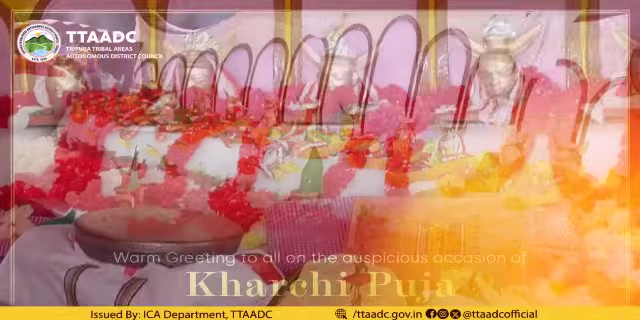 TTAADC
TRIPURA TRIBAL AREAS
AUTONOMOUS DISTRICT COUNCIL
Warm Greeting to all on the auspicious occasion of
Kharchi Puja
Issued By: ICA Department, TTAADC
/ttaadc.gov.in @ttaadcofficial